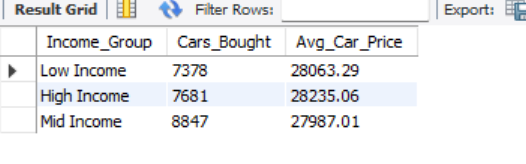 Result Grid Filter Rows: Export:
Income_Group Cars_Bought Avg_Car_Price
Low Income 7378 28063.29
High Income 7681 28235.06
Mid Income 8847 27987.01